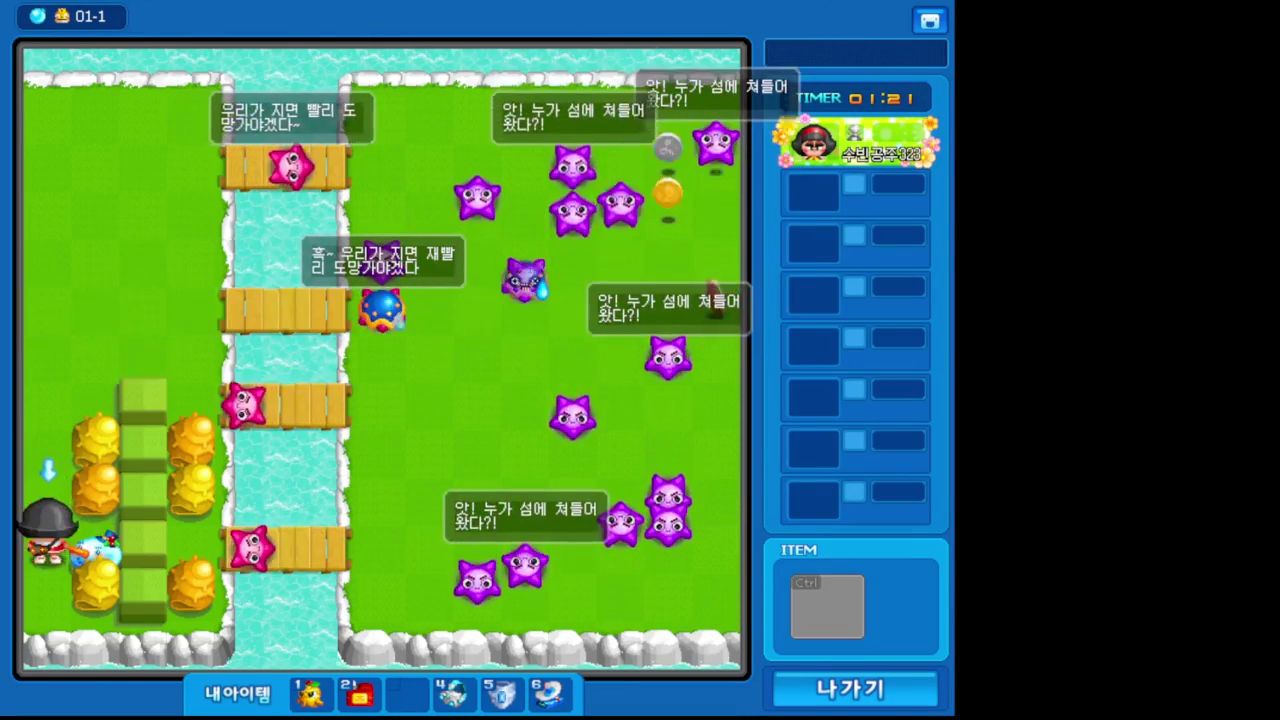 01-1
앗! 누가 섬에 쳐들어
왔다?!
TIMER 01:21
우리가 지면 빨리 도
망가야겠다~
앗! 누가 섬에 쳐들어
왔다?!
수빈공주023
흑~ 우리가 지면 재빨
리 도망가야겠다
앗! 누가 섬에 쳐들어
왔다?!
앗! 누가 섬에 쳐들어
왔다?!
ITEM
Ctrl
내아이템
1
2
4
5
6
나가기